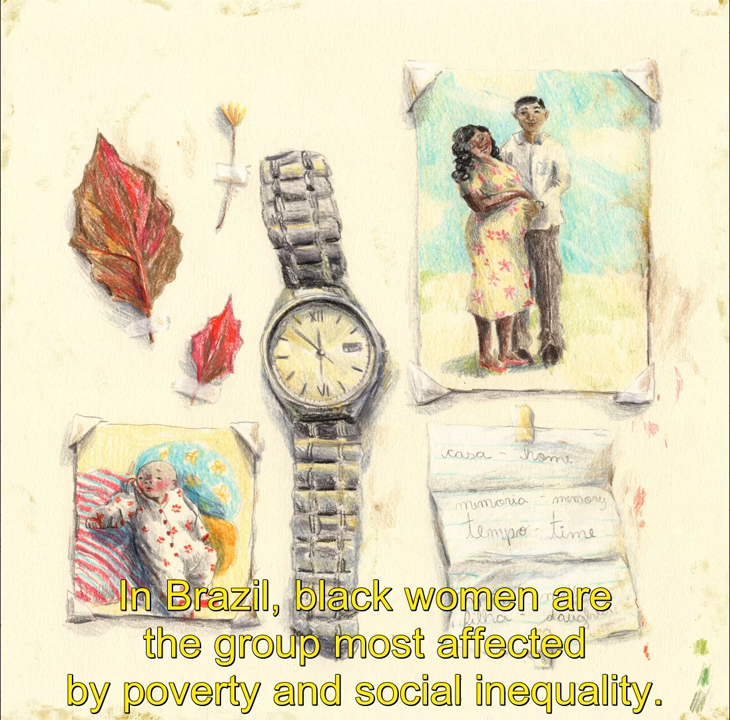 casa - home
memoria - memory
tempo - time
filha
In Brazil, black women are
the group most affected
by poverty and social inequality.